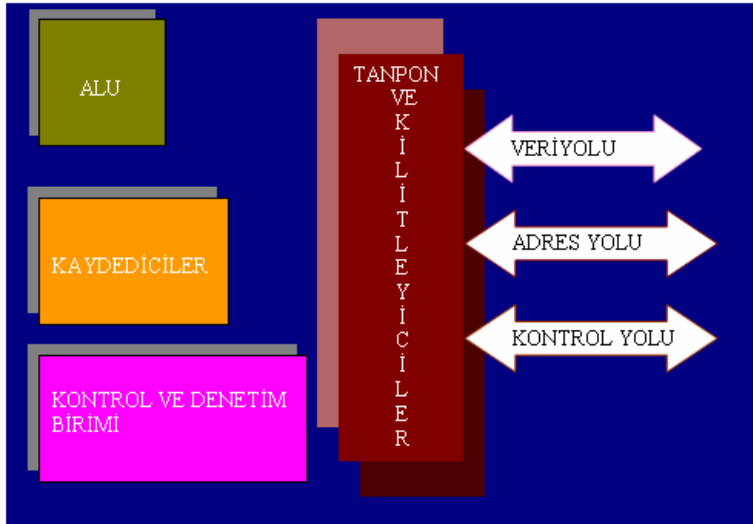 ALU
KAYDEDİCİLER
KONTROL VE DENETİM
BİRİMİ
TANPON
VE
K
İ
L
İ
T
L
E
Y
İ
C
İ
L
E
R
VERİYOLU
ADRES YOLU
KONTROL YOLU